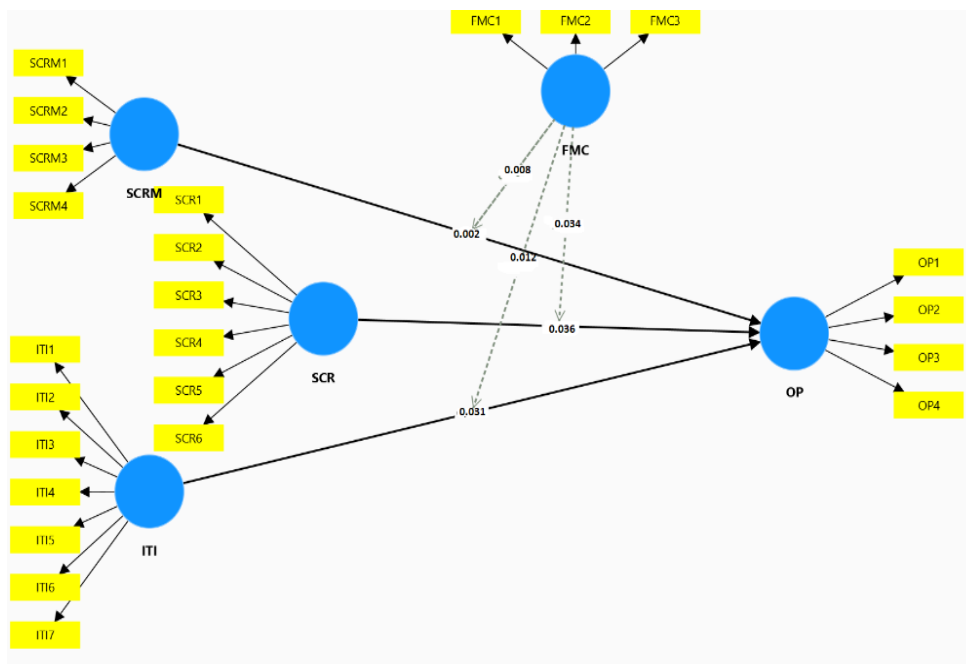 FMC1
FMC2
FMC3
FMC
SCRM1
SCRM2
SCRM3
SCRM4
SCRM
SCR1
SCR2
SCR3
SCR4
SCR5
SCR6
SCR
ITI1
ITI2
ITI3
ITI4
ITI5
ITI6
ITI7
ITI
0.008
0.034
0.002
0.012
0.036
0.031
OP1
OP2
OP3
OP4
OP